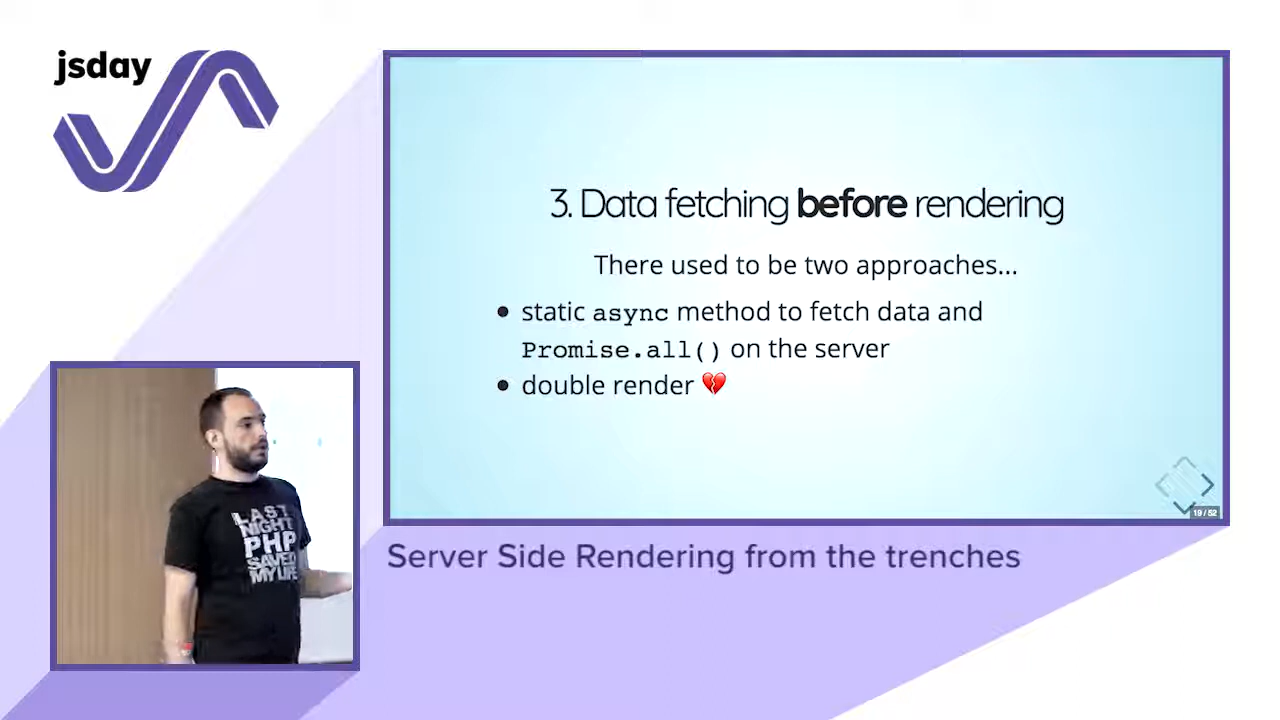 jsday
3. Data fetching before rendering
There used to be two approaches...
• static async method to fetch data and
Promise.all() on the server
• double render 💔
19 / 52
LAST
NIGHT
PHP
SAVED
MY LIFE
Server Side Rendering from the trenches